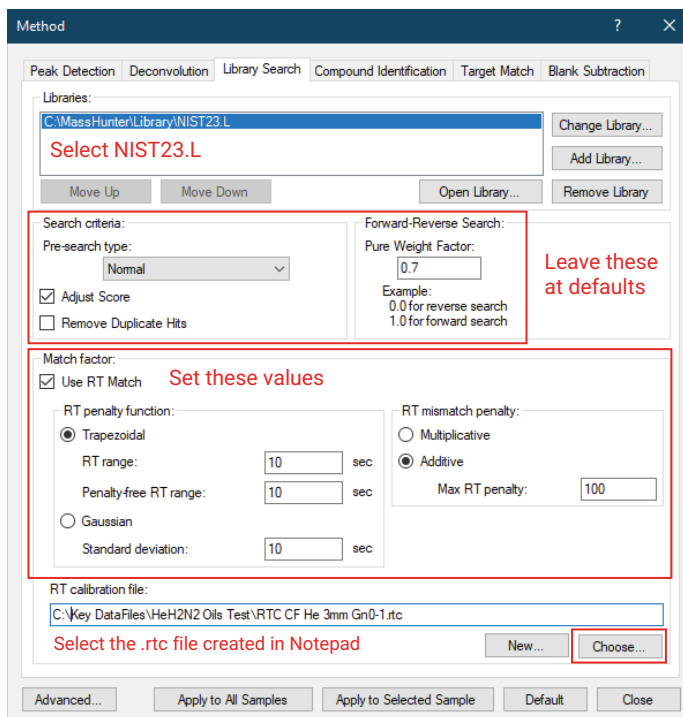 Method ? ×
Peak Detection Deconvolution Library Search Compound Identification Target Match Blank Subtraction
Libraries:
C:\MassHunter\Library\NIST23.L
Select NIST23.L
Change Library...
Add Library...
Move Up Move Down Open Library... Remove Library
Search criteria:
Pre-search type:
Normal
Adjust Score
Remove Duplicate Hits
Forward-Reverse Search:
Pure Weight Factor:
0.7
Example:
0.0 for reverse search
1.0 for forward search
Leave these
at defaults
Match factor:
Use RT Match Set these values
RT penalty function:
Trapezoidal
RT range: 10 sec
Penalty-free RT range: 10 sec
Gaussian
Standard deviation: 10 sec
RT mismatch penalty:
Multiplicative
Additive
Max RT penalty: 100
RT calibration file:
C:\Key DataFiles\HeH2N2 Oils Test\RTC CF He 3mm Gn0-1.rtc
Select the .rtc file created in Notepad
New... Choose...
Advanced... Apply to All Samples Apply to Selected Sample Default Close